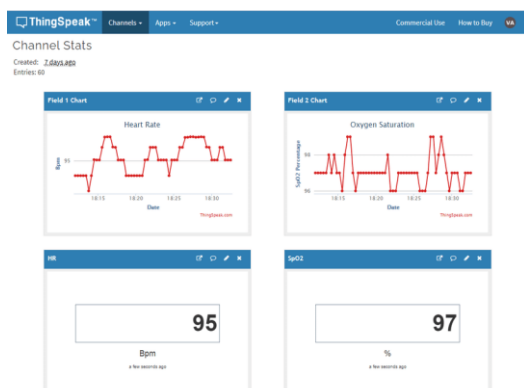 ThingSpeak™ Channels Apps Support Commercial Use How to Buy VA
Channel Stats
Created: 7 days ago
Entries: 60
Field 1 Chart
Heart Rate
Bpm
95
18:15 18:20 18:25 18:30
Date
ThingSpeak.com
Field 2 Chart
Oxygen Saturation
SpO2 Percentage
98
96
18:15 18:20 18:25 18:30
Date
ThingSpeak.com
HR
95
Bpm
a few seconds ago
SpO2
97
%
a few seconds ago